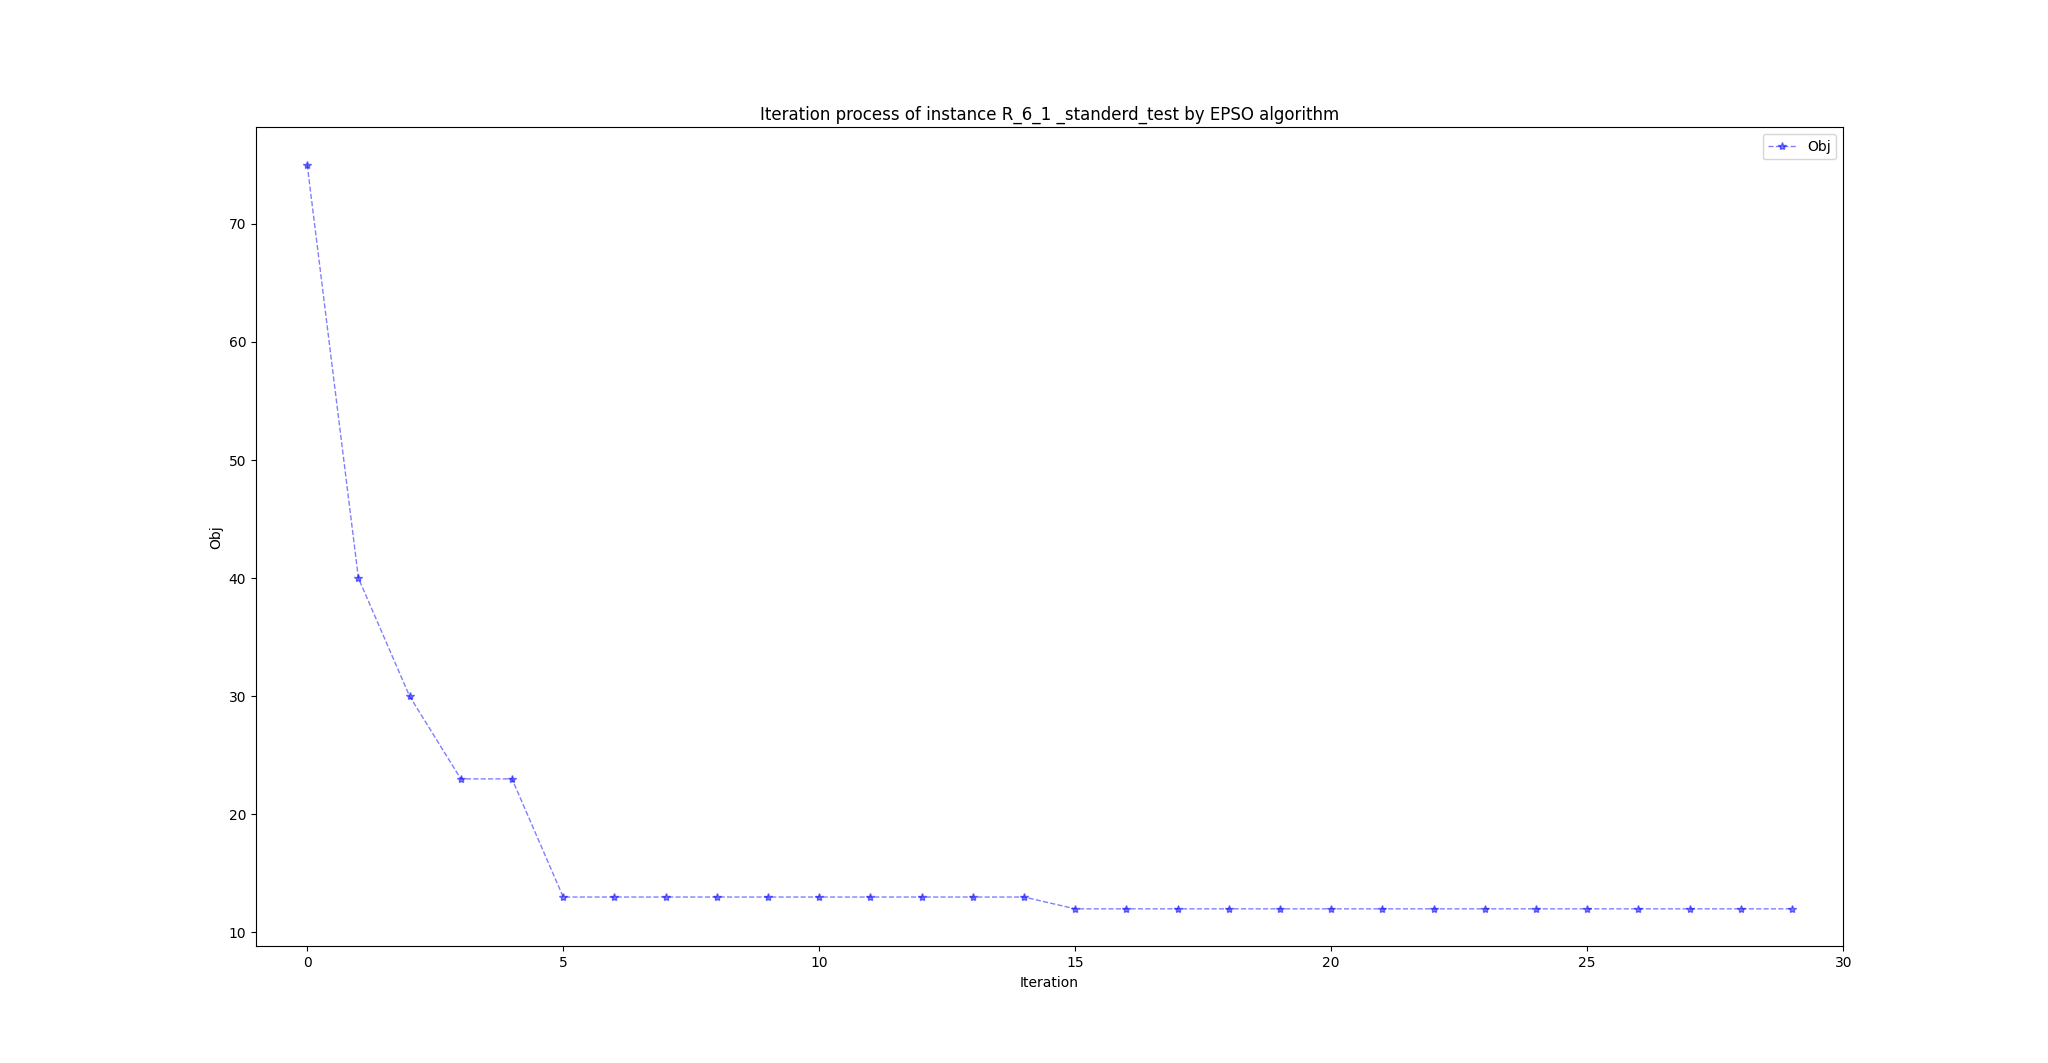 Iteration process of instance R_6_1 _standerd_test by EPSO algorithm
Obj
70
60
50
40
30
20
10
Obj
0 5 10 15 20 25 30
Iteration